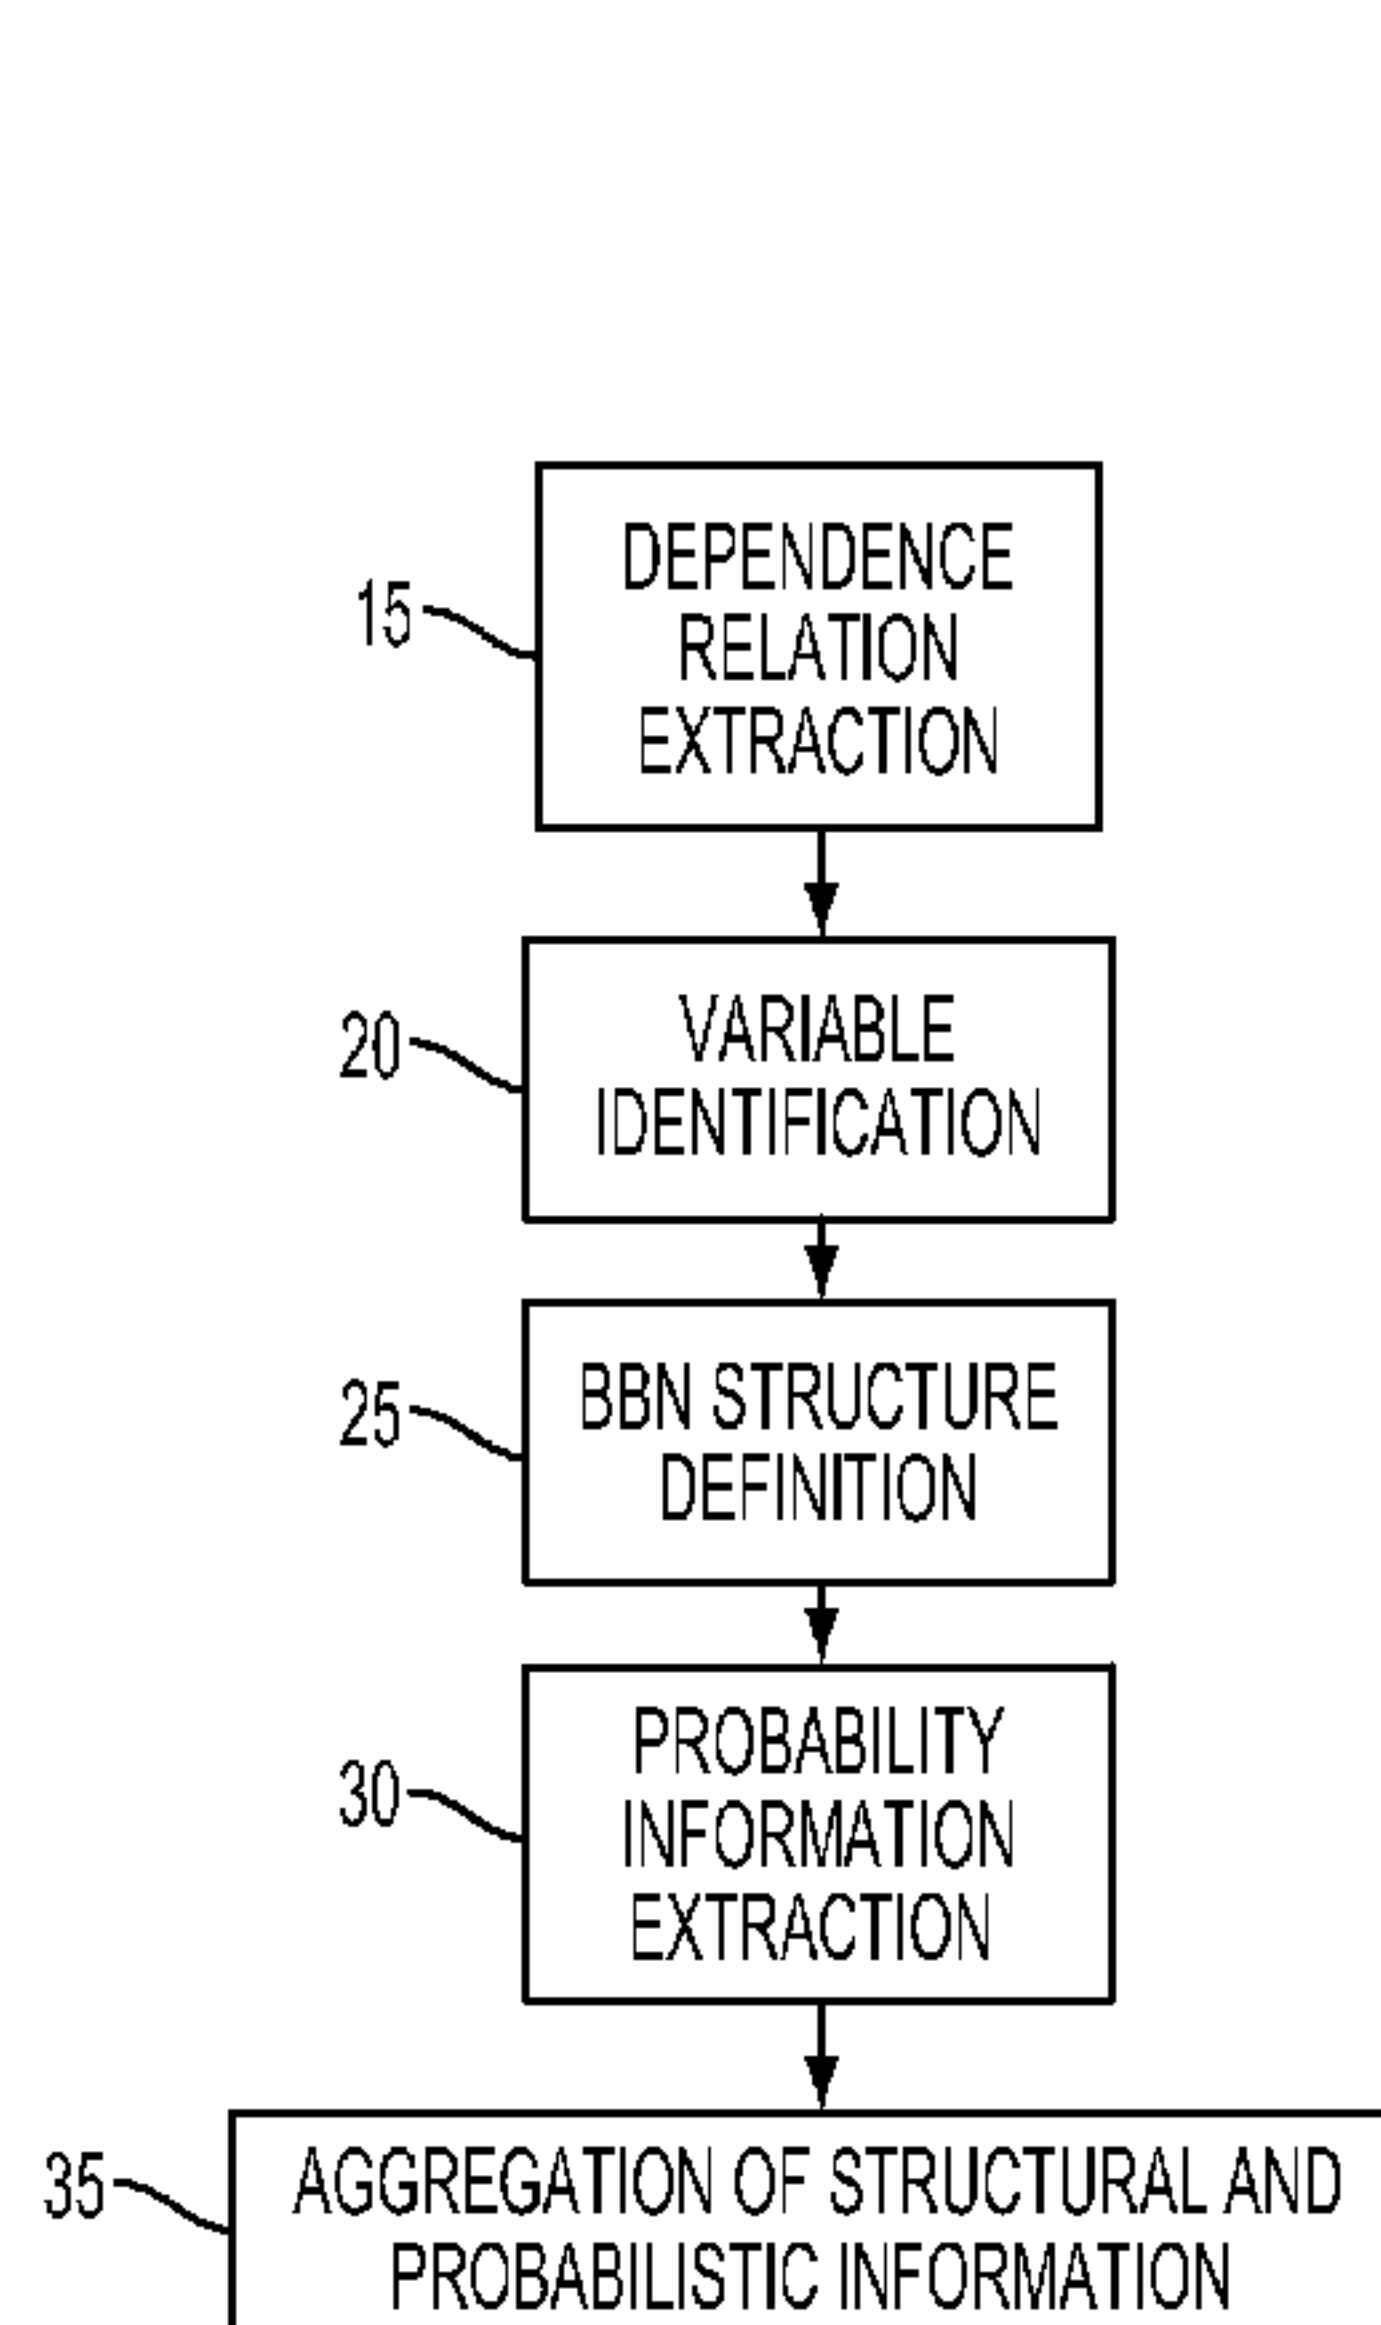 DEPENDENCE
RELATION
EXTRACTION
15
VARIABLE
IDENTIFICATION
20
BBN STRUCTURE
DEFINITION
25
PROBABILITY
INFORMATION
EXTRACTION
30
AGGREGATION OF STRUCTURAL AND
PROBABILISTIC INFORMATION
35